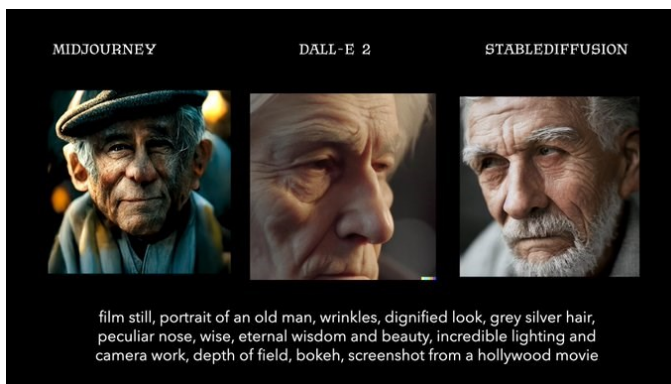 MIDJOURNEY
DALL-E 2
STABLEDIFFUSION
film still, portrait of an old man, wrinkles, dignified look, grey silver hair,
peculiar nose, wise, eternal wisdom and beauty, incredible lighting and
camera work, depth of field, bokeh, screenshot from a hollywood movie